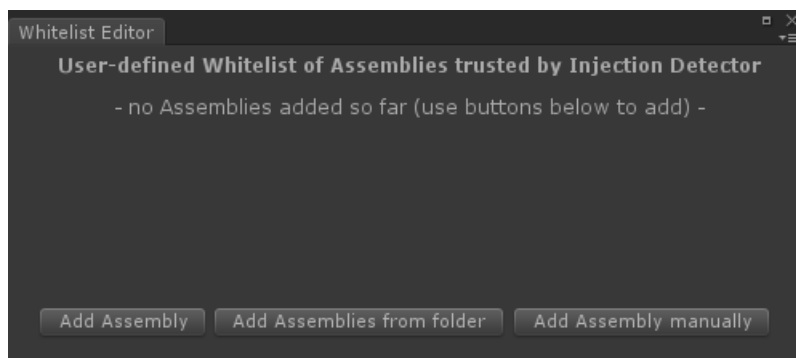 Whitelist Editor
User-defined Whitelist of Assemblies trusted by Injection Detector
- no Assemblies added so far (use buttons below to add) -
Add Assembly Add Assemblies from folder Add Assembly manually